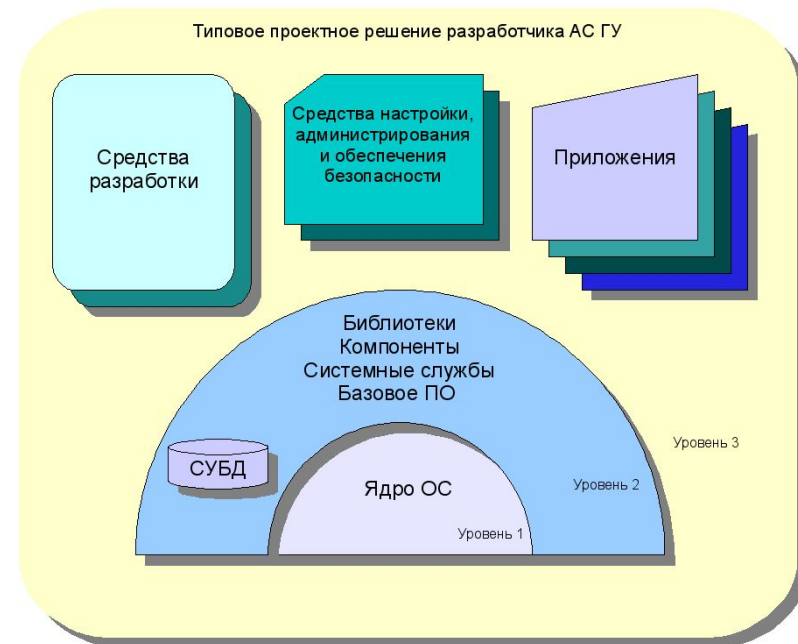 Типовое проектное решение разработчика АС ГУ
Средства
разработки
Средства настройки,
администрирования
и обеспечения
безопасности
Приложения
Библиотеки
Компоненты
Системные службы
Базовое ПО
СУБД
Ядро ОС
Уровень 1
Уровень 2
Уровень 3